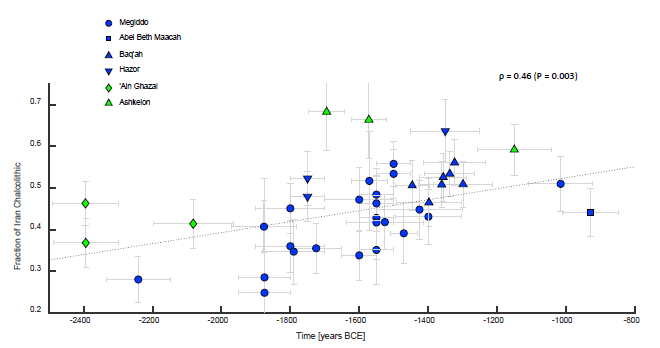 Megiddo
Abel Beth Maacah
Baq'ah
Hazor
'Ain Ghazal
Ashkelon
ρ = 0.46 (P = 0.003)
Fraction of Iran Chalcolithic
0.7
0.6
0.5
0.4
0.3
0.2
-2400 -2200 -2000 -1800 -1600 -1400 -1200 -1000 -800
Time [years BCE]